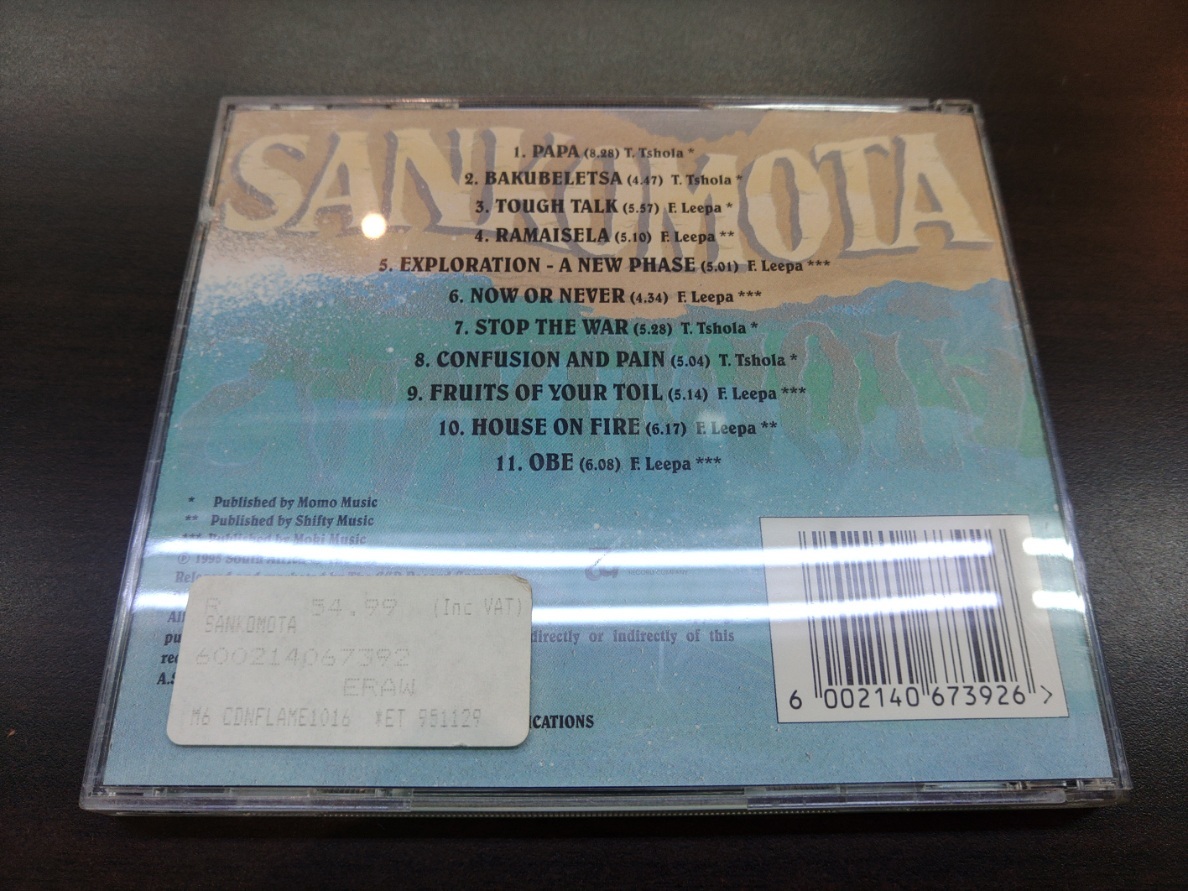 SANKOMOTA
1. PAPA (8.28) T. Tshola *
2. BAKUBELETSA (4.47) T. Tshola *
3. TOUGH TALK (5.57) F. Leepa *
4. RAMAISELA (5.10) F. Leepa **
5. EXPLORATION - A NEW PHASE (5.01) F. Leepa ***
6. NOW OR NEVER (4.34) F. Leepa ***
7. STOP THE WAR (5.28) T. Tshola *
8. CONFUSION AND PAIN (5.04) T. Tshola *
9. FRUITS OF YOUR TOIL (5.14) F. Leepa ***
10. HOUSE ON FIRE (6.17) F. Leepa **
11. OBE (6.08) F. Leepa ***
* Published by Momo Music
** Published by Shifty Music
*** Published by Mobi Music
directly or indirectly of this
R 54.99 (Inc VAT)
SANKOMOTA
600214067392
ERAW
M6 CDNFLAME1016 *ET 951129
6 002140 673926 >